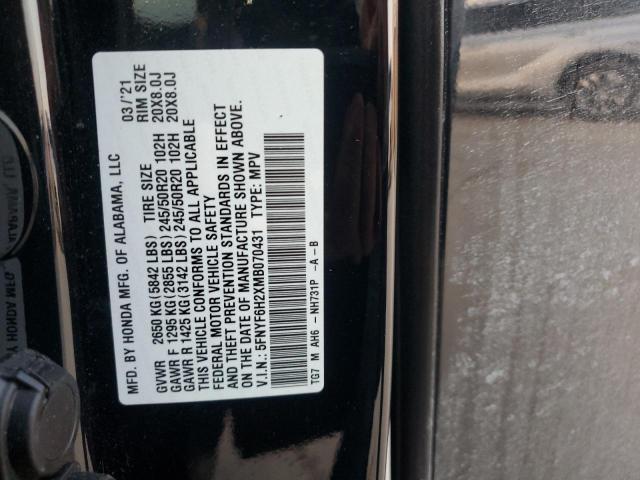 MFD. BY HONDA MFG. OF ALABAMA, LLC 03/'21
GVWR 2650 KG (5842 LBS) TIRE SIZE RIM SIZE
GAWR F 1295 KG (2855 LBS) 245/50R20 102H 20X8.0J
GAWR R 1425 KG (3142 LBS) 245/50R20 102H 20X8.0J
THIS VEHICLE CONFORMS TO ALL APPLICABLE
FEDERAL MOTOR VEHICLE SAFETY
AND THEFT PREVENTION STANDARDS IN EFFECT
ON THE DATE OF MANUFACTURE SHOWN ABOVE.
V.I.N.: 5FNYF6H2XMB070431 TYPE: MPV
TG7 M AH6 - NH731P -A-B